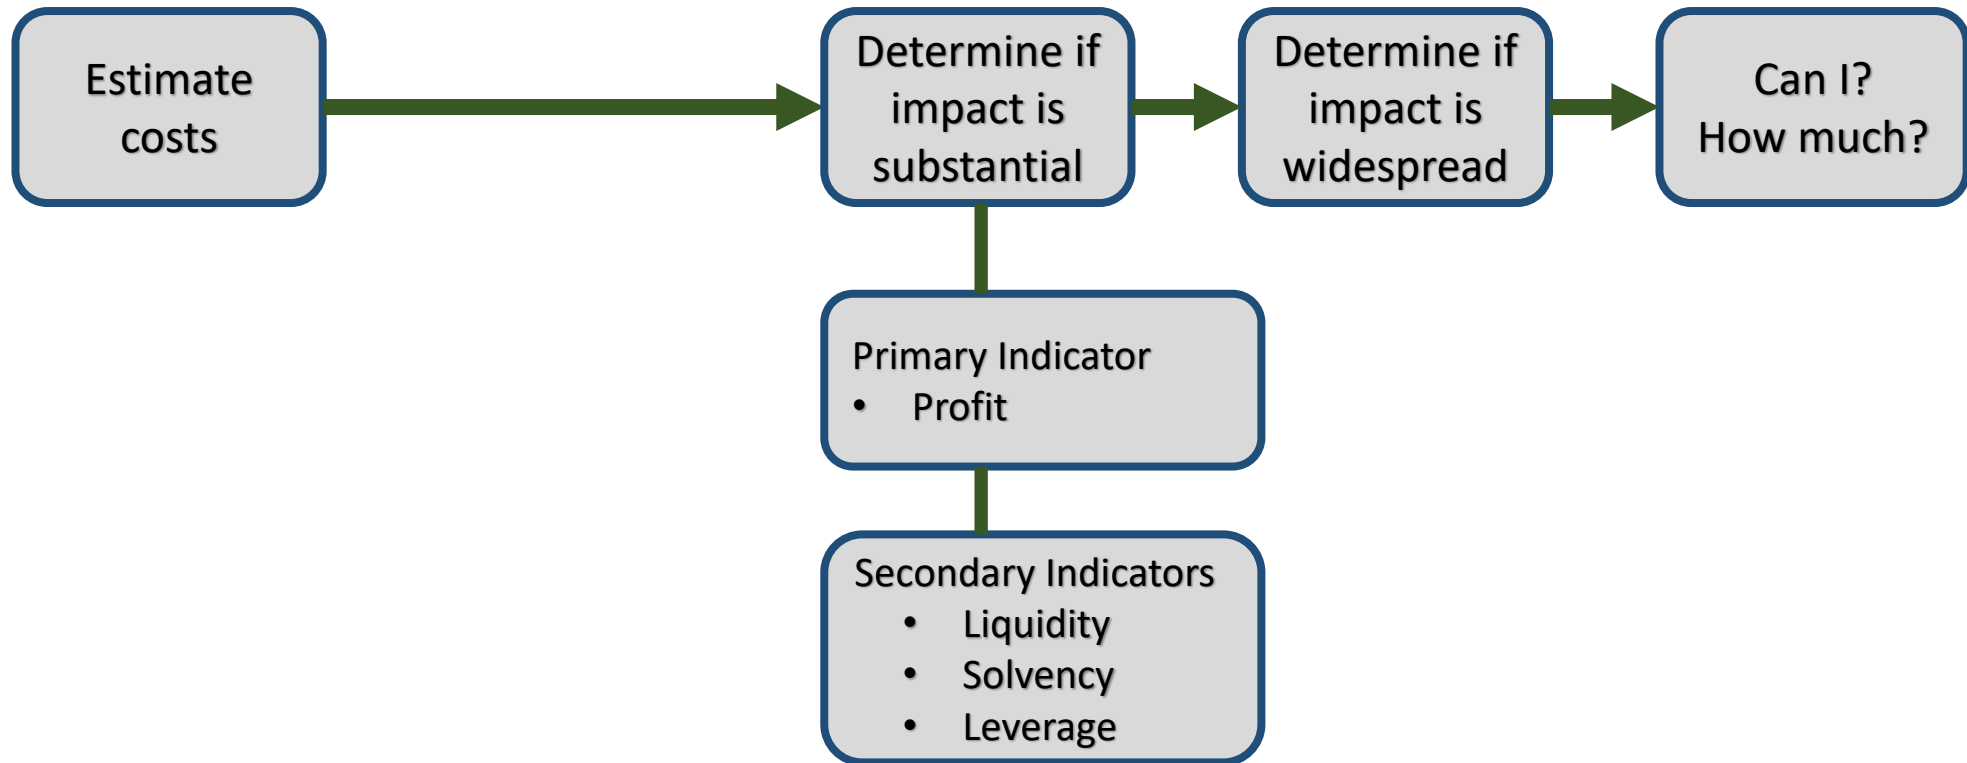 Estimate
costs
Determine if
impact is
substantial
Determine if
impact is
widespread
Can I?
How much?
Primary Indicator
• Profit
Secondary Indicators
• Liquidity
• Solvency
• Leverage